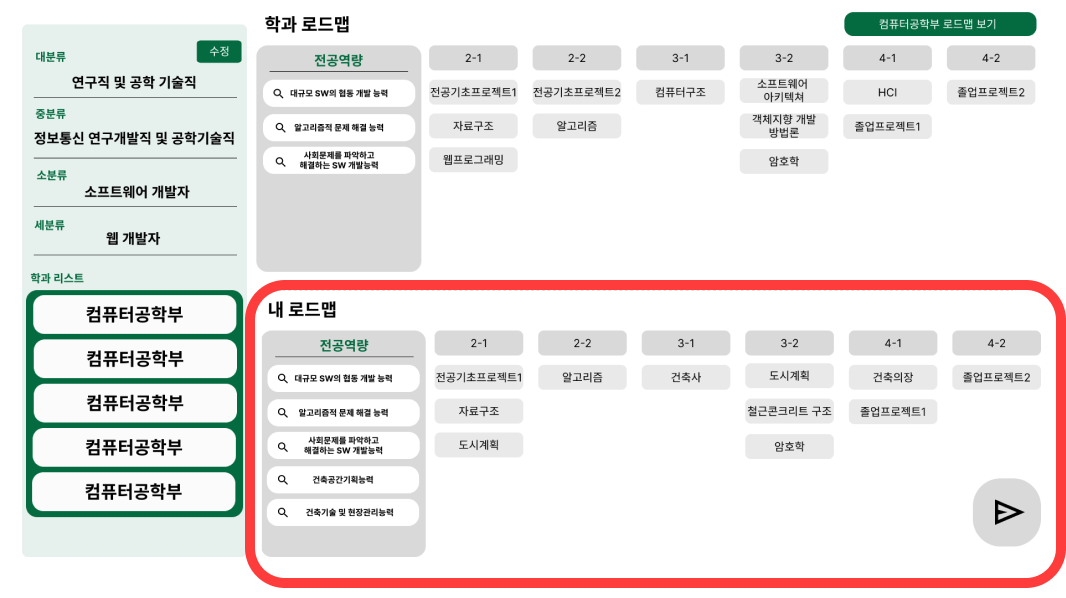 대분류
수정
연구직 및 공학 기술직
중분류
정보통신 연구개발직 및 공학기술직
소분류
소프트웨어 개발자
세분류
웹 개발자
학과 리스트
컴퓨터공학부
컴퓨터공학부
컴퓨터공학부
컴퓨터공학부
컴퓨터공학부
학과 로드맵
컴퓨터공학부 로드맵 보기
전공역량
대규모 SW의 협동 개발 능력
알고리즘적 문제 해결 능력
사회문제를 파악하고
해결하는 SW 개발능력
2-1
전공기초프로젝트1
자료구조
웹프로그래밍
2-2
전공기초프로젝트2
알고리즘
3-1
컴퓨터구조
3-2
소프트웨어
아키텍쳐
객체지향 개발
방법론
암호학
4-1
HCI
졸업프로젝트1
4-2
졸업프로젝트2
내 로드맵
전공역량
대규모 SW의 협동 개발 능력
알고리즘적 문제 해결 능력
사회문제를 파악하고
해결하는 SW 개발능력
건축공간기획능력
건축기술 및 현장관리능력
2-1
전공기초프로젝트1
자료구조
도시계획
2-2
알고리즘
3-1
건축사
3-2
도시계획
철근콘크리트 구조
암호학
4-1
건축의장
졸업프로젝트1
4-2
졸업프로젝트2